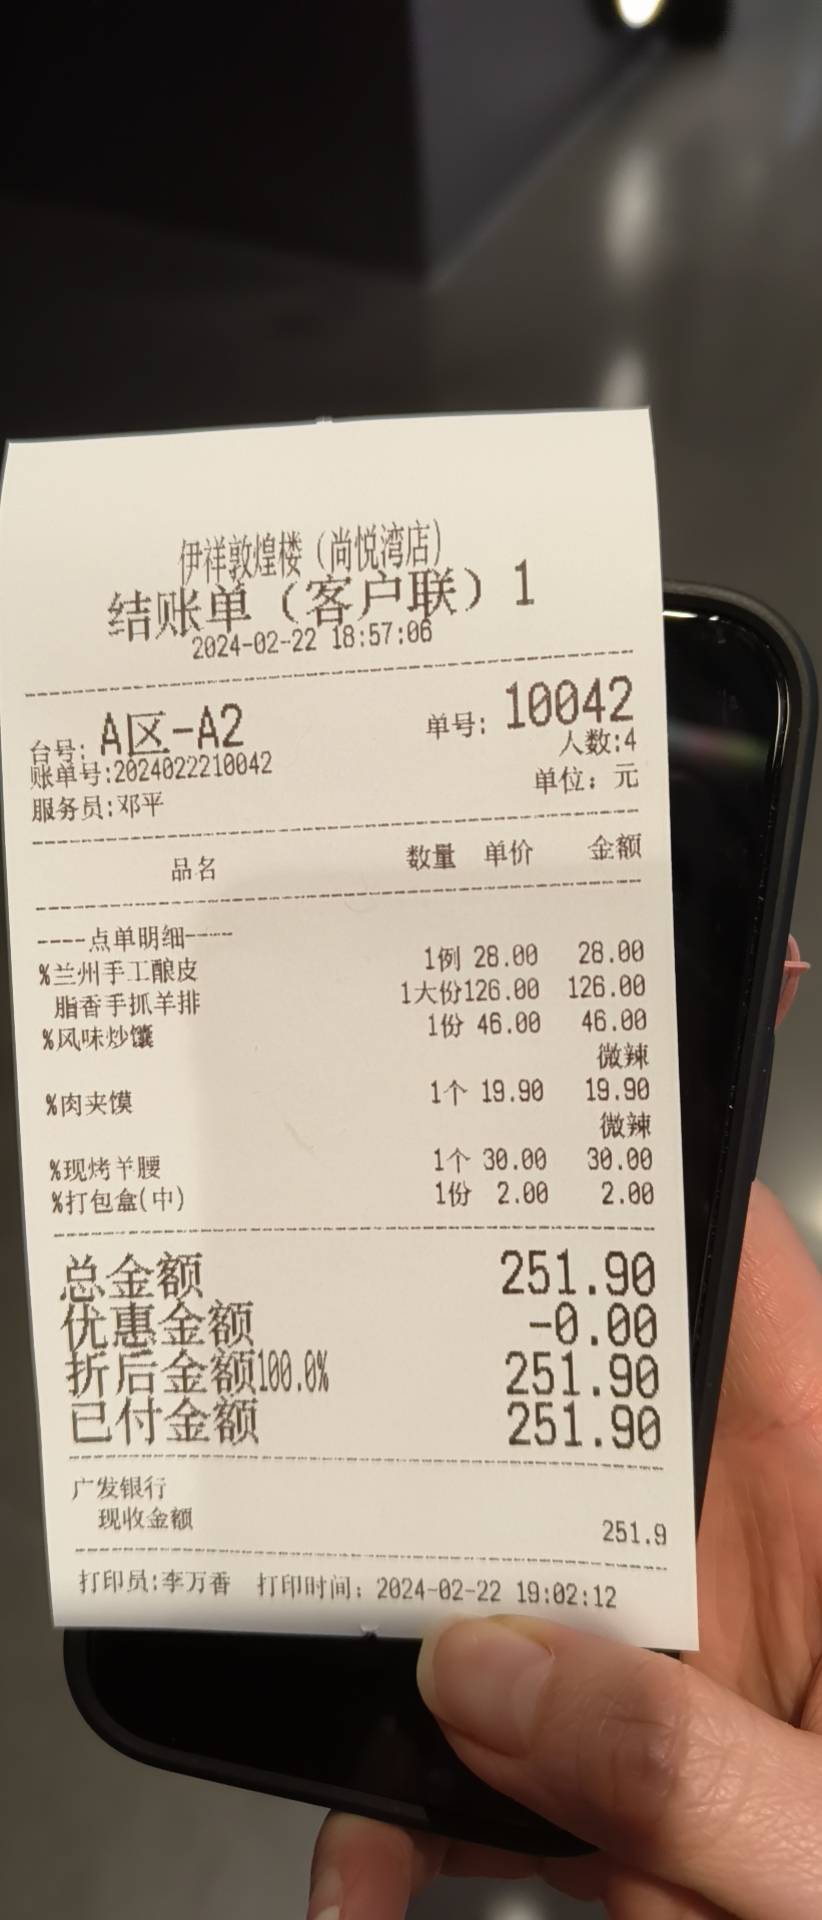 伊祥敦煌楼（尚悦湾店）
结账单（客户联）1
2024-02-22 18:57:06
台号: A区-A2 单号: 10042
账单号:2024022210042 人数:4
服务员:邓平 单位：元
品名 数量 单价 金额
----点单明细----
%兰州手工酿皮 1例 28.00 28.00
脂香手抓羊排 1大份126.00 126.00
%风味炒馕 1份 46.00 46.00
微辣
%肉夹馍 1个 19.90 19.90
微辣
%现烤羊腰 1个 30.00 30.00
%打包盒(中) 1份 2.00 2.00
总金额 251.90
优惠金额 -0.00
折后金额100.0% 251.90
已付金额 251.90
广发银行
现收金额 251.9
打印员:李万香 打印时间：2024-02-22 19:02:12